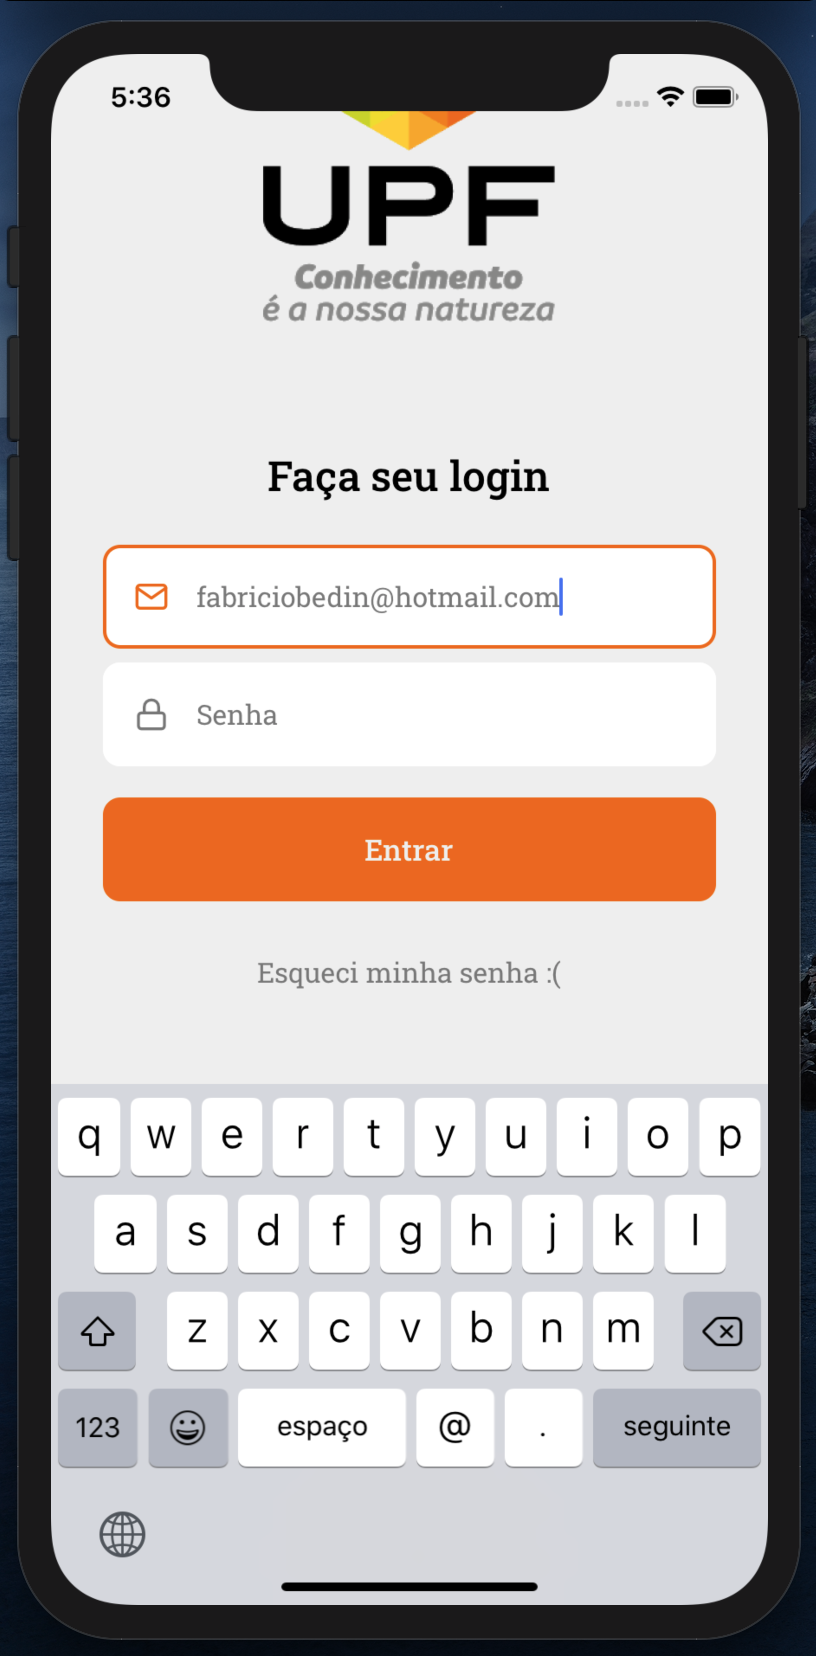 5:36
UPF
Conhecimento
é a nossa natureza
Faça seu login
fabriciobedin@hotmail.com
Senha
Entrar
Esqueci minha senha :(
q w e r t y u i o p
a s d f g h j k l
z x c v b n m
123 espaço @ . seguinte